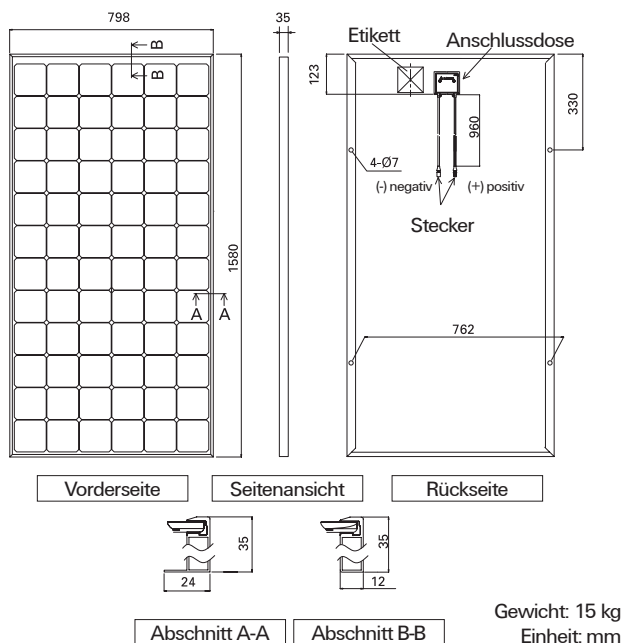 798
35
B
B
Etikett
Anschlussdose
123
330
960
4-Ø7
(-) negativ
(+) positiv
Stecker
1580
A
A
762
Vorderseite
Seitenansicht
Rückseite
35
24
35
12
Abschnitt A-A
Abschnitt B-B
Gewicht: 15 kg
Einheit: mm